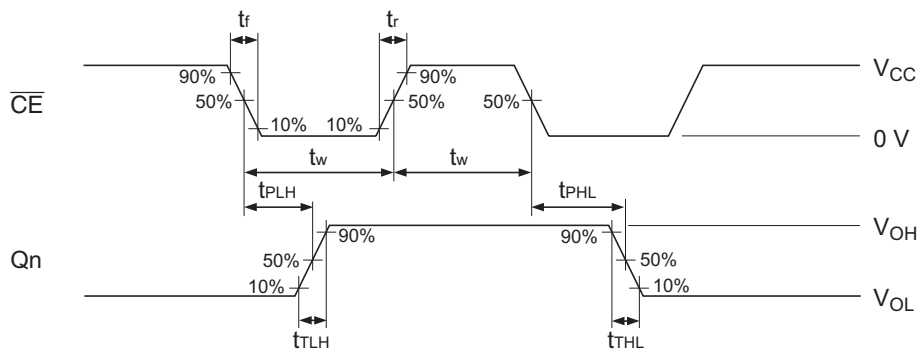 tf tr
90% 90% VCC
CE 50% 50% 50%
10% 10% 0 V
tw tw
tPLH tPHL
90% 90% VOH
Qn 50% 50%
10% 10% VOL
tTLH tTHL